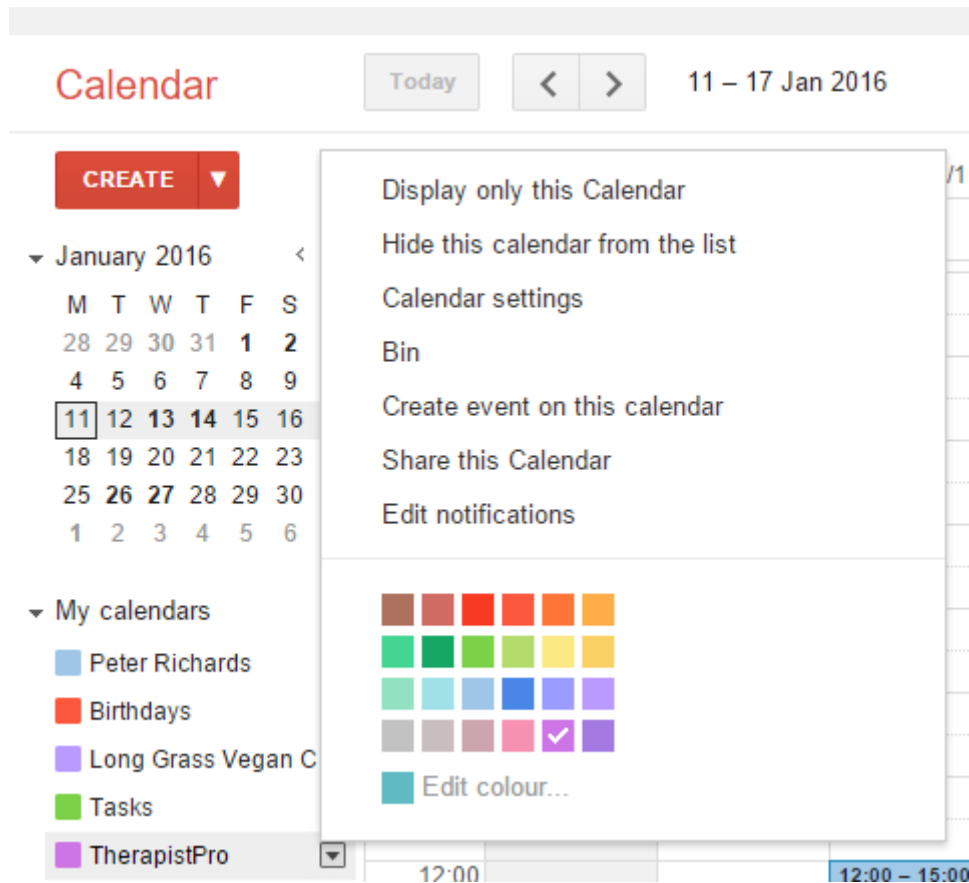 Calendar
Today
11 – 17 Jan 2016
CREATE
January 2016
M T W T F S
28 29 30 31 1 2
4 5 6 7 8 9
11 12 13 14 15 16
18 19 20 21 22 23
25 26 27 28 29 30
1 2 3 4 5 6
My calendars
Peter Richards
Birthdays
Long Grass Vegan C
Tasks
TherapistPro
Display only this Calendar
Hide this calendar from the list
Calendar settings
Bin
Create event on this calendar
Share this Calendar
Edit notifications
Edit colour...
/1
12:00
12:00 – 15:00